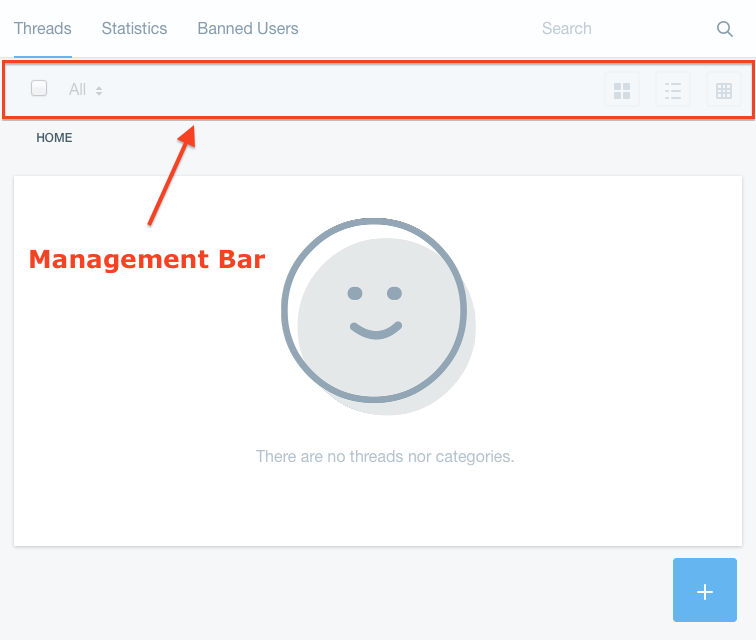 Threads Statistics Banned Users Search
All
HOME
Management Bar
There are no threads nor categories.
+